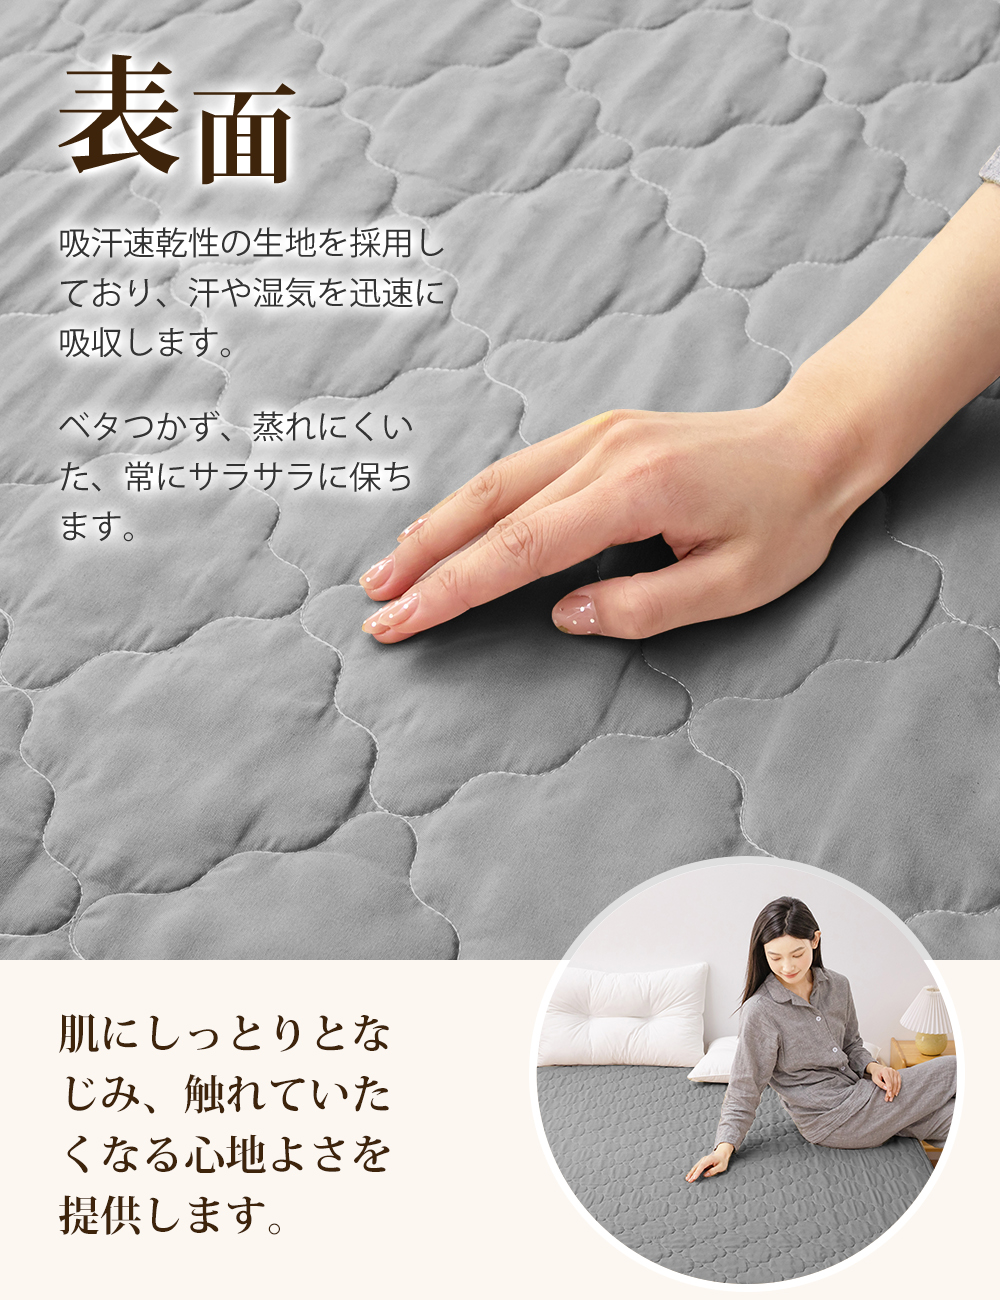 表面
吸汗速乾性の生地を採用し
ており、汗や湿気を迅速に
吸収します。
ベタつかず、蒸れにくい
た、常にサラサラに保ち
ます。
肌にしっとりとな
じみ、触れていた
くなる心地よさを
提供します。